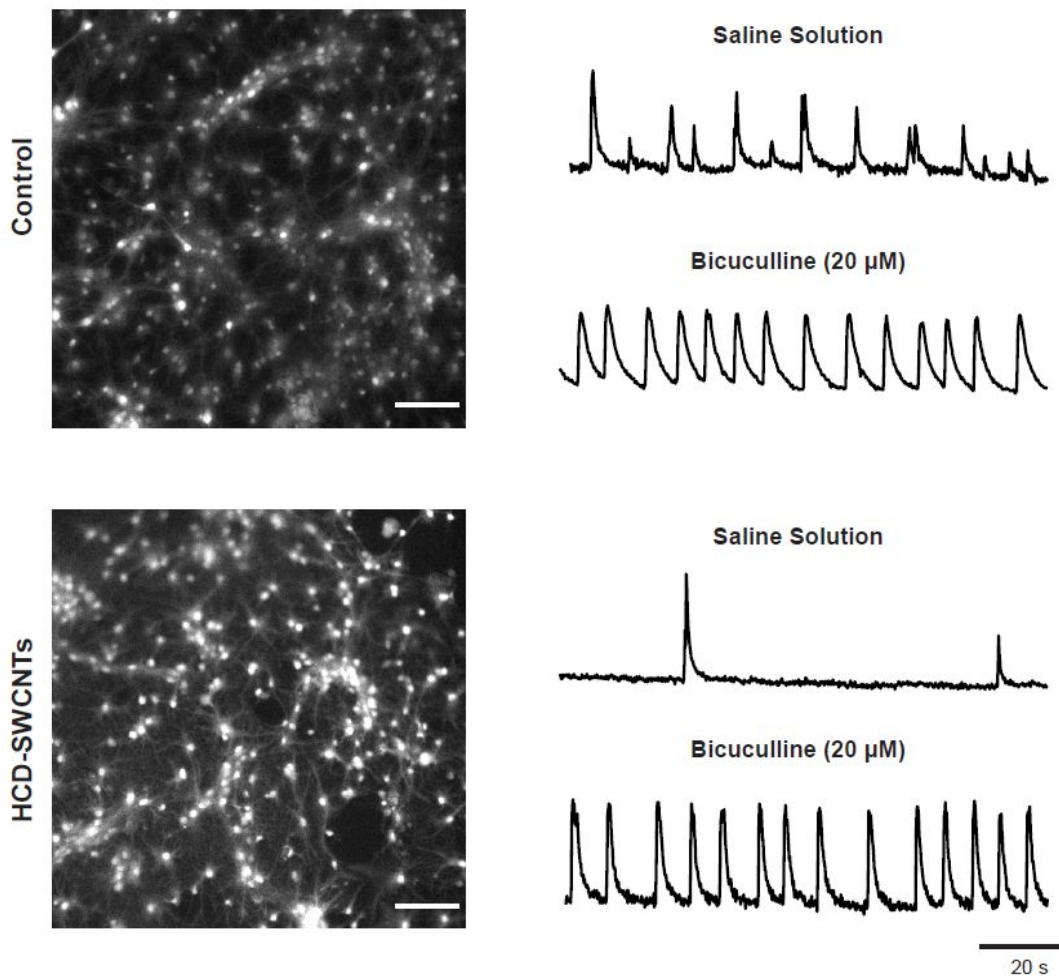 Control
Saline Solution
Bicuculline (20 µM)
HCD-SWCNTs
Saline Solution
Bicuculline (20 µM)
20 s